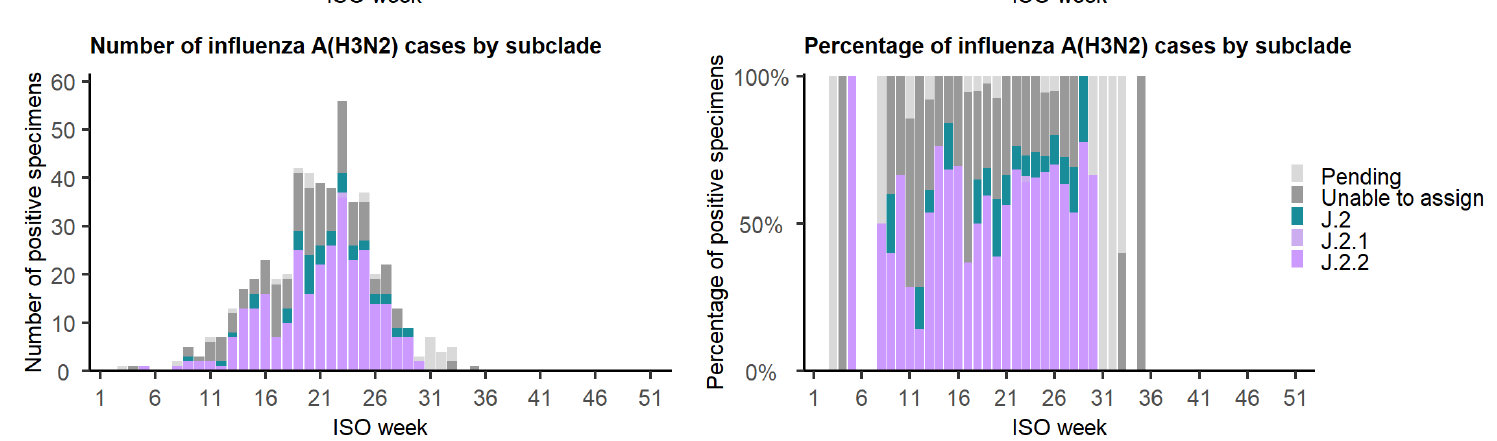 ISO week
ISO week
Number of influenza A(H3N2) cases by subclade
Number of positive specimens
60
50
40
30
20
10
0
1 6 11 16 21 26 31 36 41 46 51
ISO week
Percentage of influenza A(H3N2) cases by subclade
Percentage of positive specimens
100%
50%
0%
1 6 11 16 21 26 31 36 41 46 51
ISO week
Pending
Unable to assign
J.2
J.2.1
J.2.2